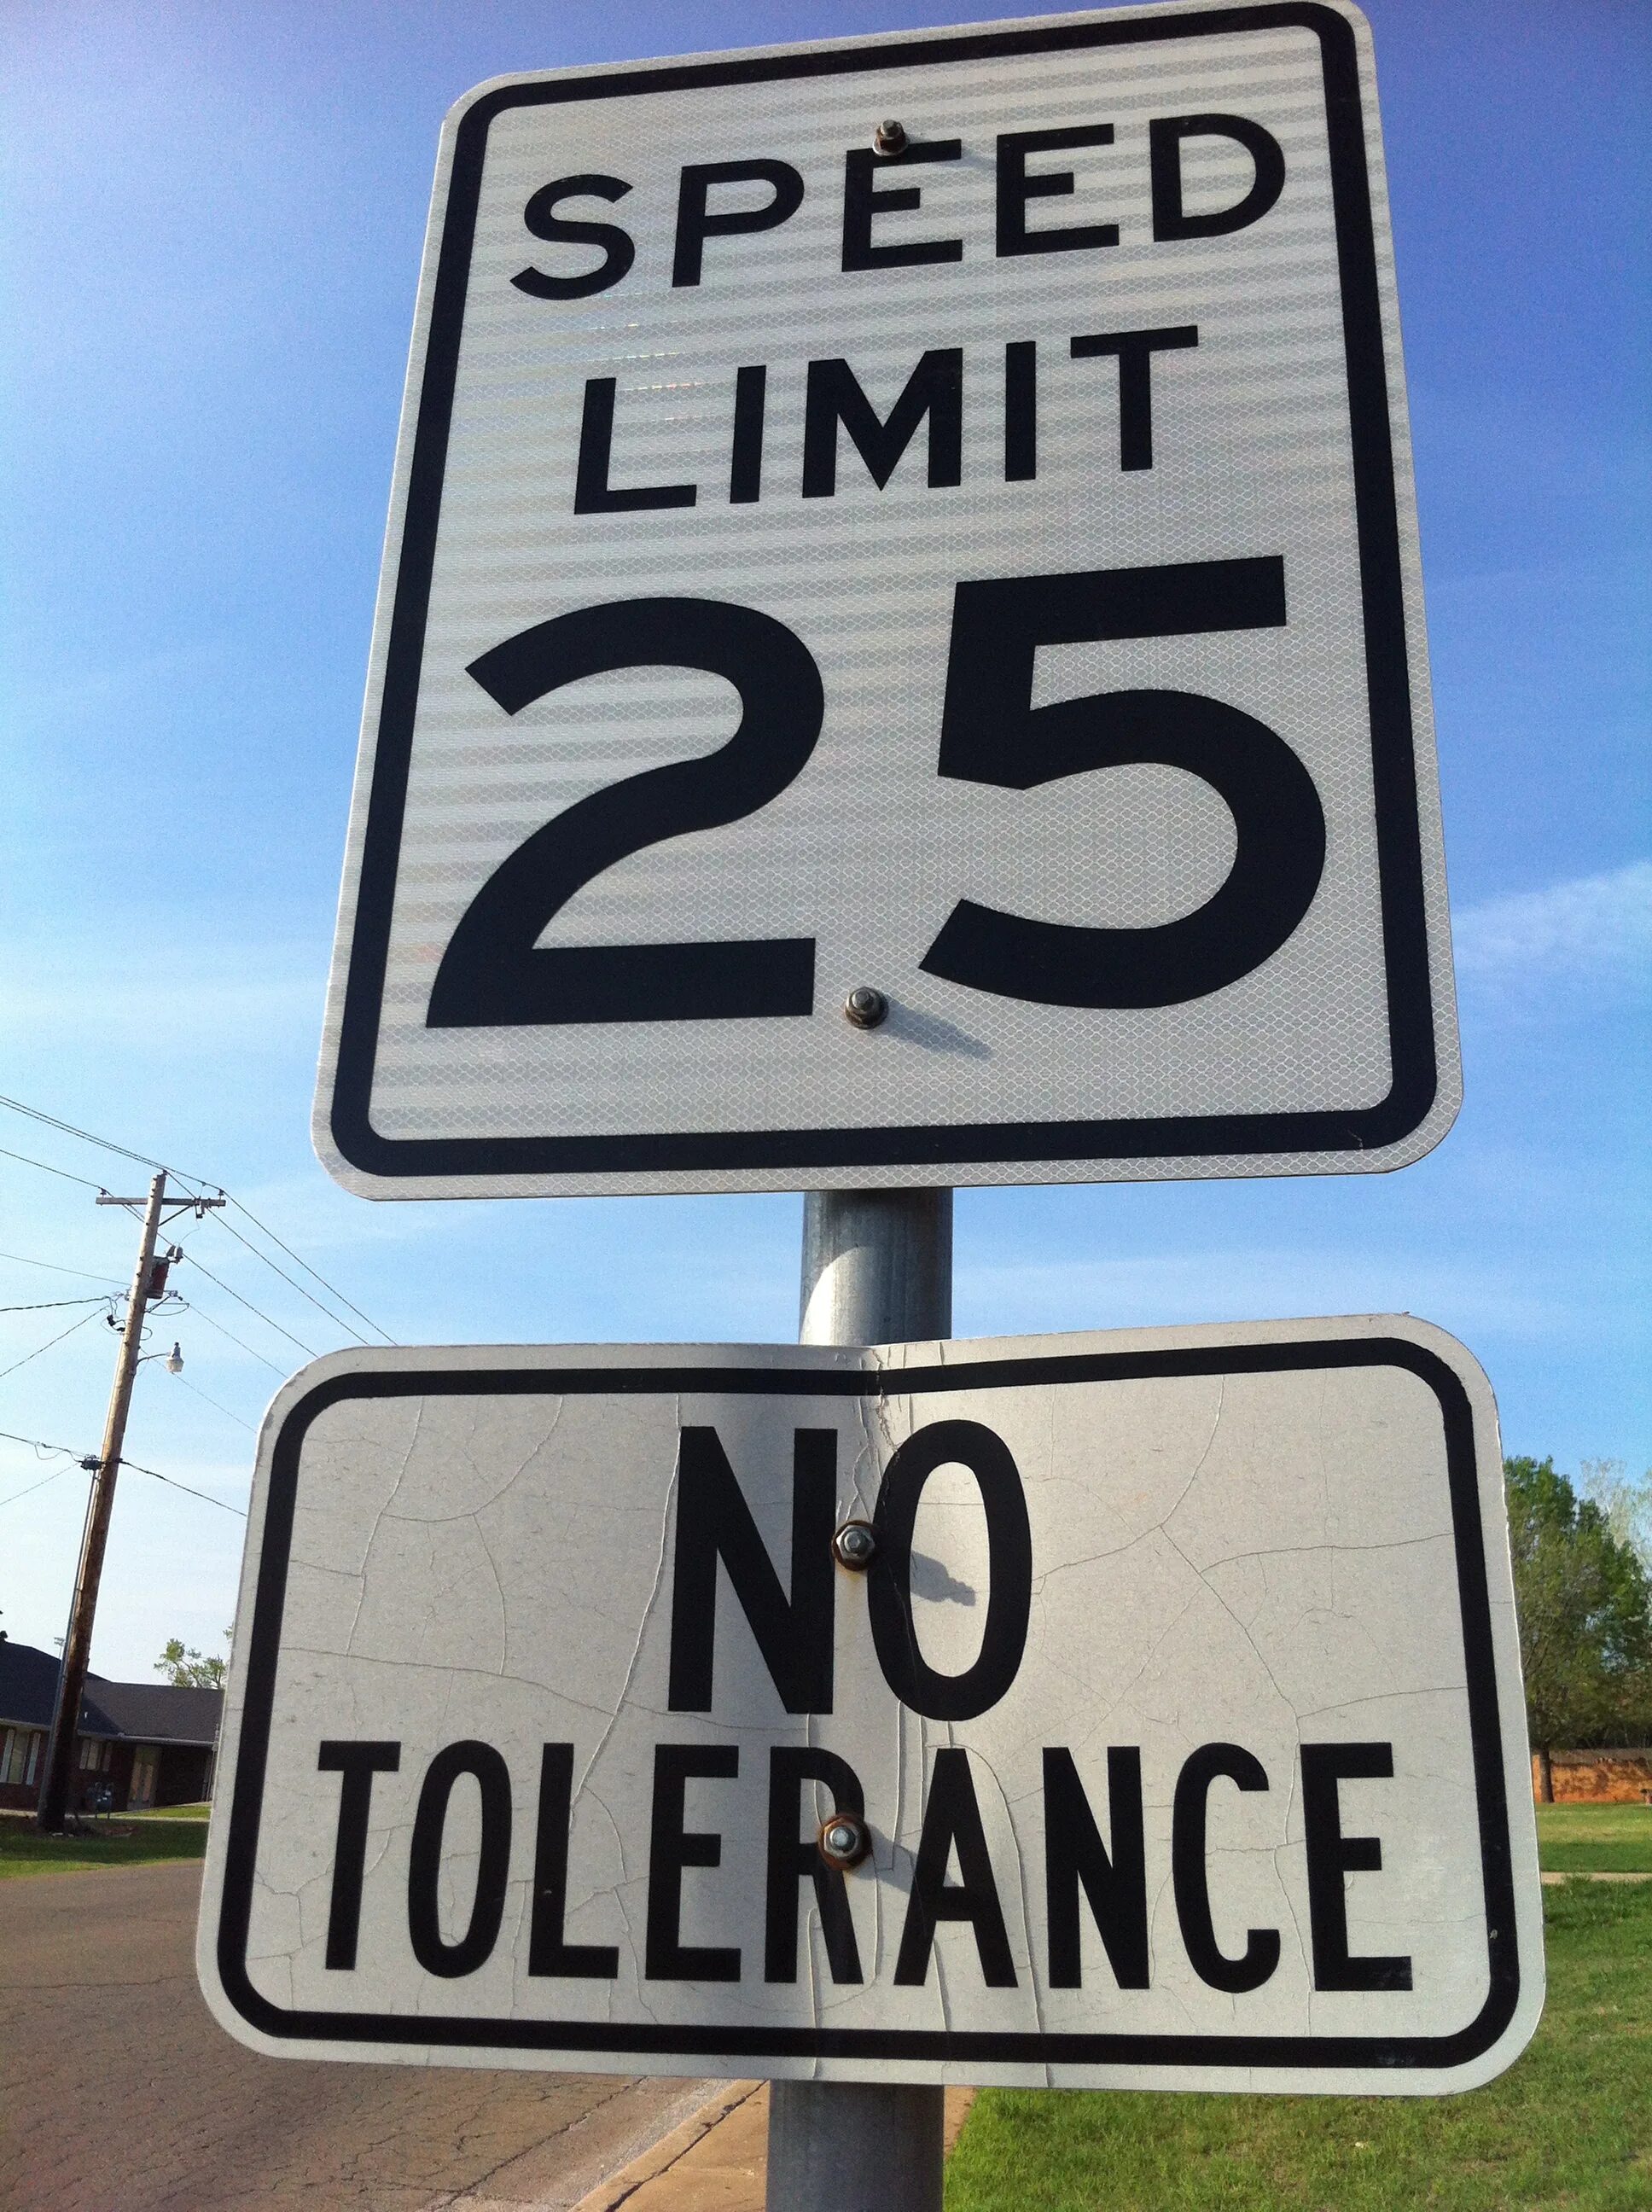 SPEED
LIMIT
25
NO
TOLERANCE